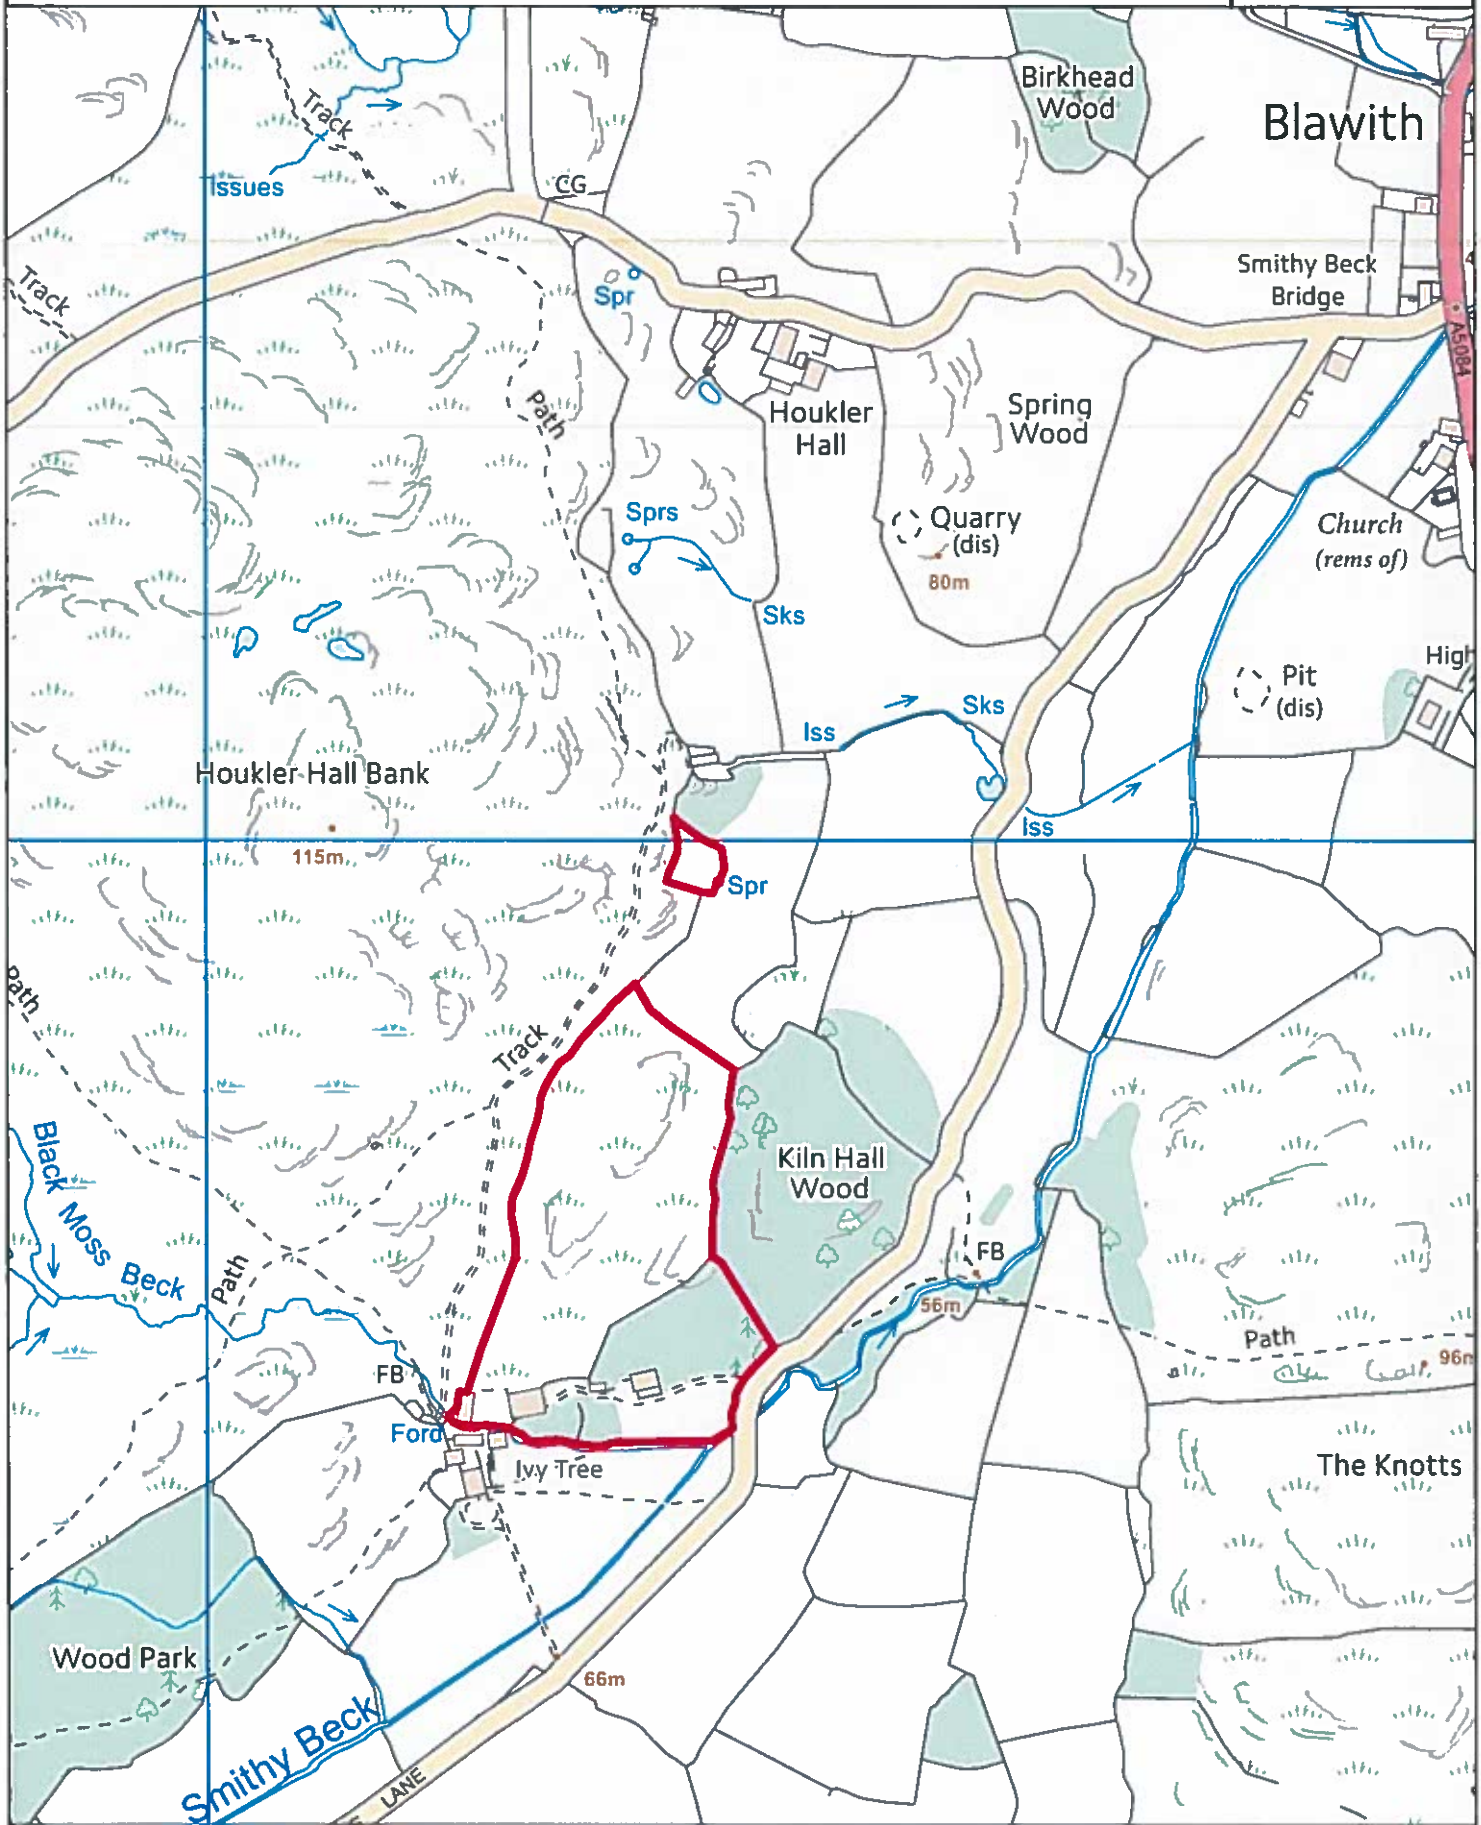 Birkhead
Wood
Blawith
Track
Issues
CG
Smithy Beck
Bridge
Track
Spr
A5084
Path
Houkler
Hall
Spring
Wood
Sprs
Quarry
(dis)
80m
Church
(rems of)
Sks
Pit
(dis)
High
Sks
Iss
Houkler Hall Bank
Iss
115m
Spr
Path
Track
Black Moss Beck
Kiln Hall
Wood
Path
FB
56m
Path
96m
FB
Ford
Ivy Tree
The Knotts
Wood Park
66m
Smithy Beck
LANE